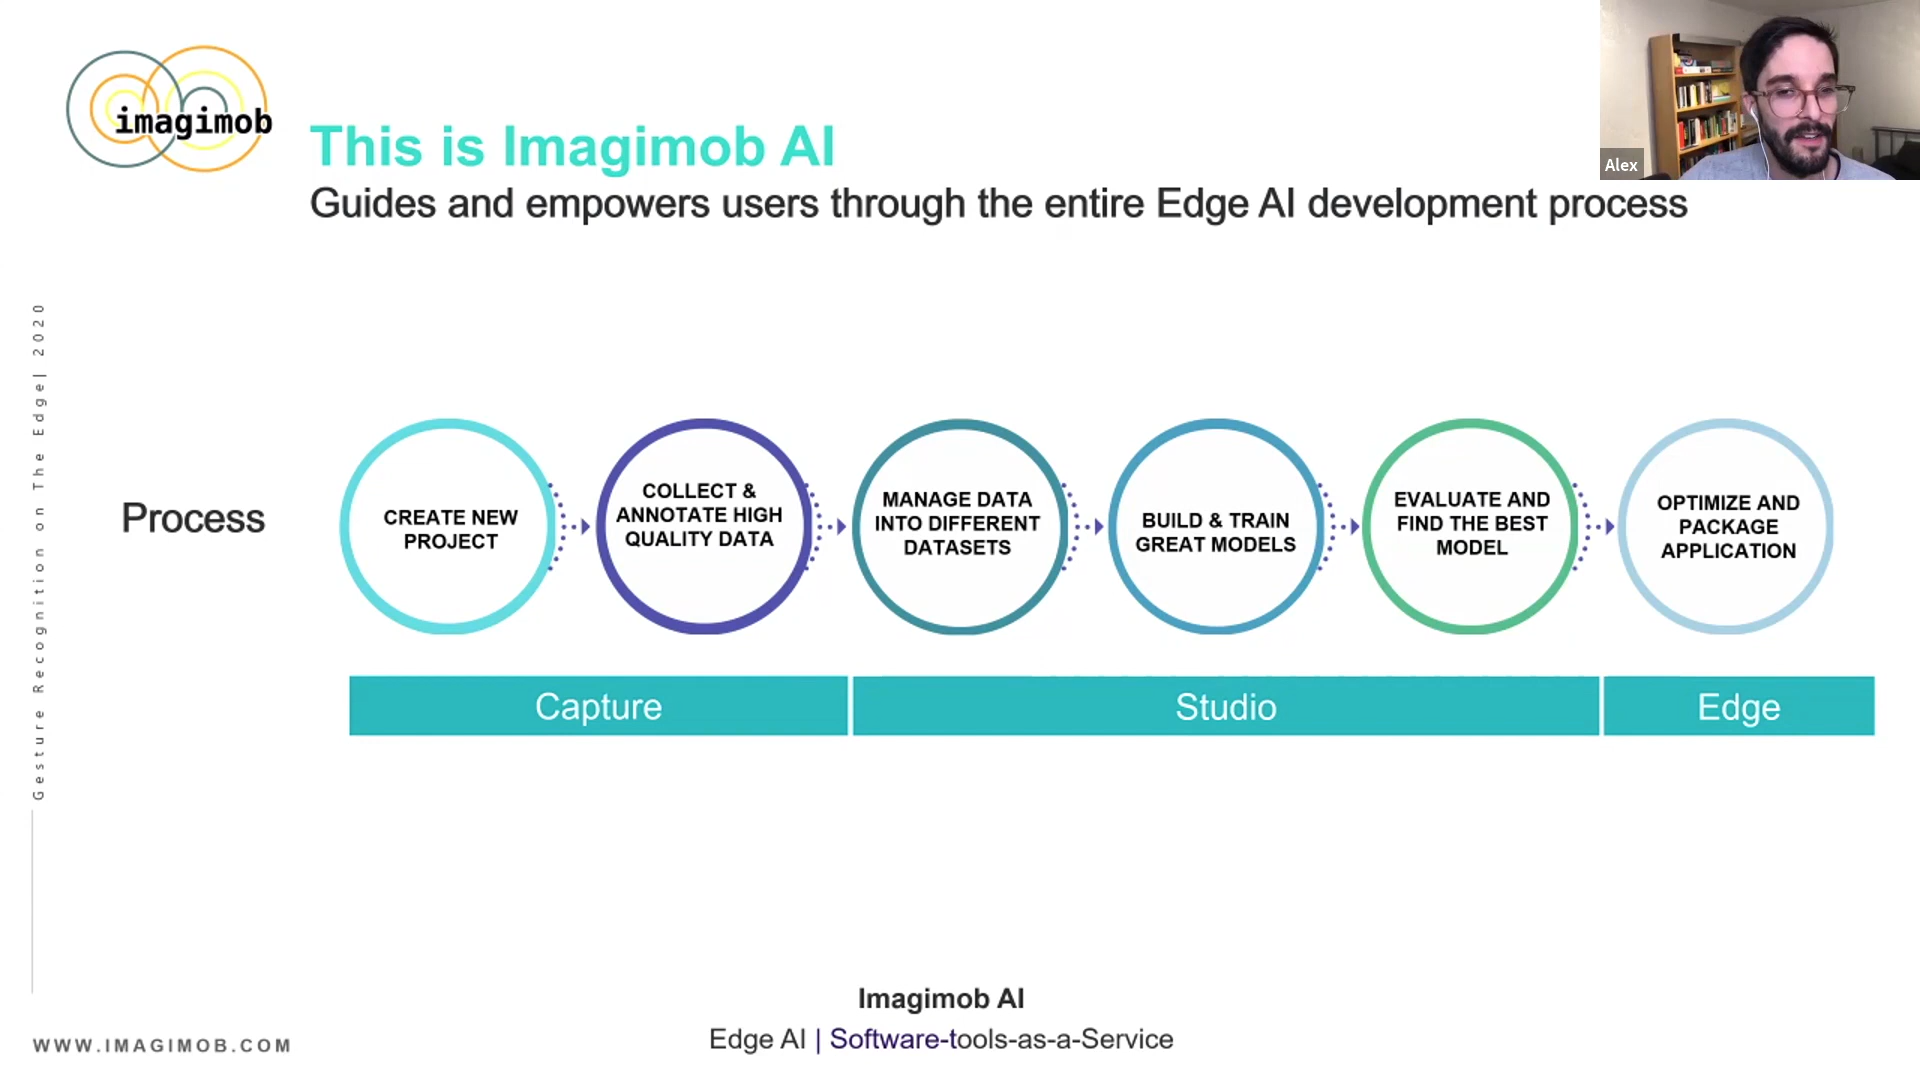 imagimob
This is Imagimob AI
Guides and empowers users through the entire Edge AI development process
Alex
Gesture Recognition on The Edge| 2020
Process
CREATE NEW
PROJECT
COLLECT &
ANNOTATE HIGH
QUALITY DATA
MANAGE DATA
INTO DIFFERENT
DATASETS
BUILD & TRAIN
GREAT MODELS
EVALUATE AND
FIND THE BEST
MODEL
OPTIMIZE AND
PACKAGE
APPLICATION
Capture
Studio
Edge
Imagimob AI
Edge AI | Software-tools-as-a-Service
WWW.IMAGIMOB.COM